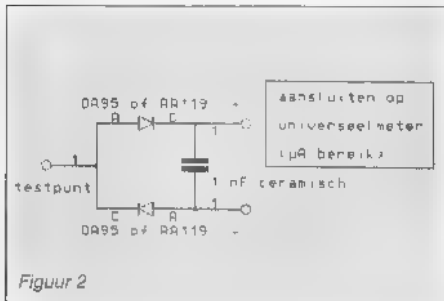 OA95 of AA119 +
A C
aansluiten op
universeelmeter
(µA bereik)
1
1
testpunt
1 nF ceramisch
1
C A
OA95 of AA119 -
Figuur 2